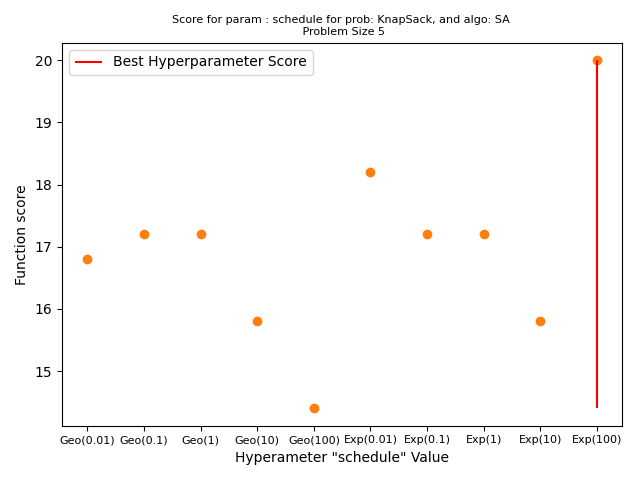 Score for param : schedule for prob: KnapSack, and algo: SA
Problem Size 5
Best Hyperparameter Score
Function score
20
19
18
17
16
15
Geo(0.01) Geo(0.1) Geo(1) Geo(10) Geo(100) Exp(0.01) Exp(0.1) Exp(1) Exp(10) Exp(100)
Hyperameter "schedule" Value